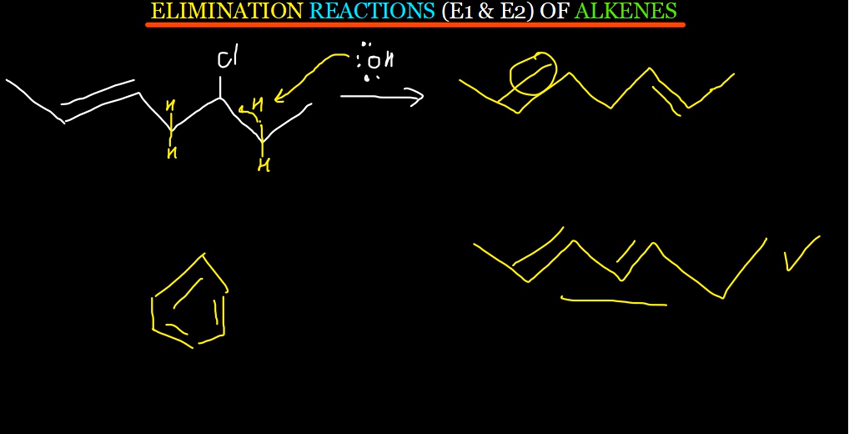 ELIMINATION REACTIONS (E1 & E2) OF ALKENES
Cl
:OH
H
H
H
H